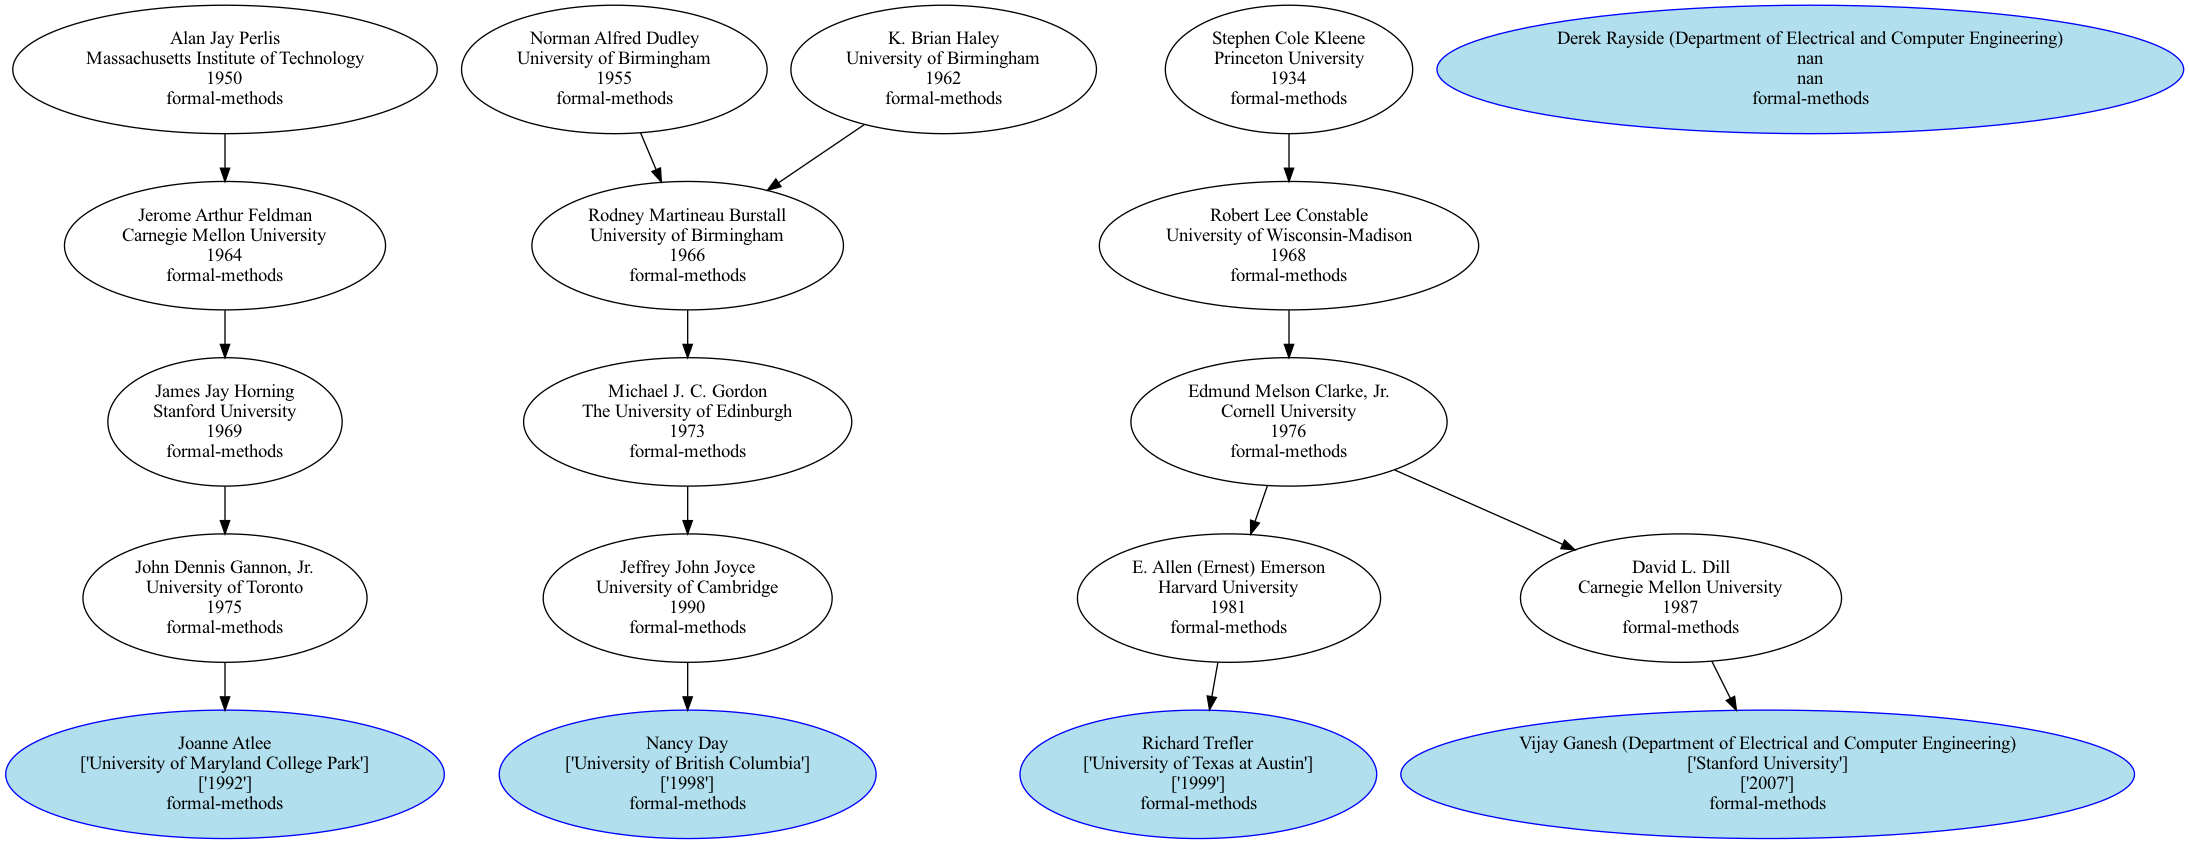 Alan Jay Perlis
Massachusetts Institute of Technology
1950
formal-methods
Norman Alfred Dudley
University of Birmingham
1955
formal-methods
K. Brian Haley
University of Birmingham
1962
formal-methods
Stephen Cole Kleene
Princeton University
1934
formal-methods
Derek Rayside (Department of Electrical and Computer Engineering)
nan
nan
formal-methods
Jerome Arthur Feldman
Carnegie Mellon University
1964
formal-methods
Rodney Martineau Burstall
University of Birmingham
1966
formal-methods
Robert Lee Constable
University of Wisconsin-Madison
1968
formal-methods
James Jay Horning
Stanford University
1969
formal-methods
Michael J. C. Gordon
The University of Edinburgh
1973
formal-methods
Edmund Melson Clarke, Jr.
Cornell University
1976
formal-methods
John Dennis Gannon, Jr.
University of Toronto
1975
formal-methods
Jeffrey John Joyce
University of Cambridge
1990
formal-methods
E. Allen (Ernest) Emerson
Harvard University
1981
formal-methods
David L. Dill
Carnegie Mellon University
1987
formal-methods
Joanne Atlee
['University of Maryland College Park']
['1992']
formal-methods
Nancy Day
['University of British Columbia']
['1998']
formal-methods
Richard Trefler
['University of Texas at Austin']
['1999']
formal-methods
Vijay Ganesh (Department of Electrical and Computer Engineering)
['Stanford University']
['2007']
formal-methods